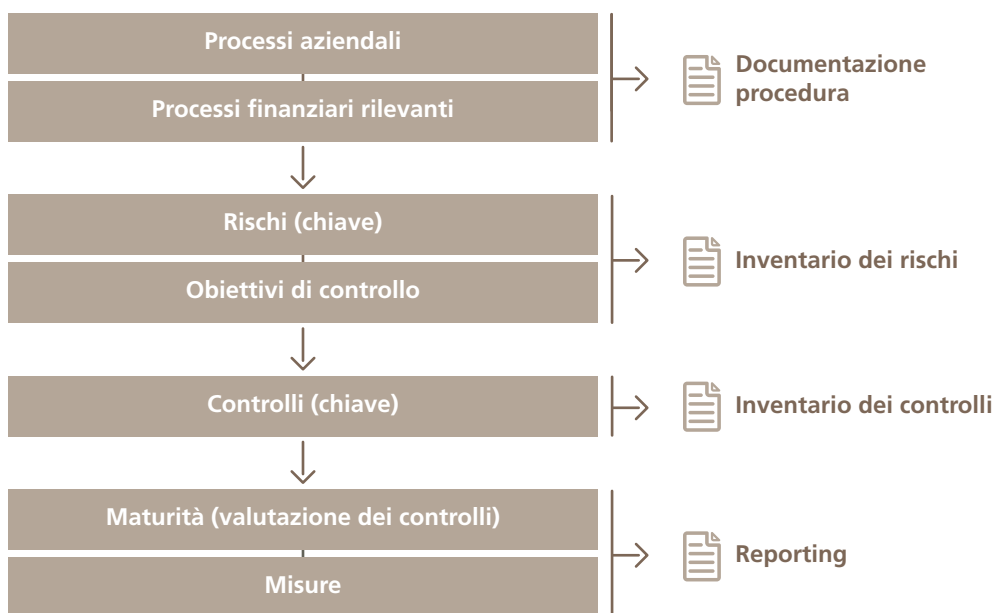 Processi aziendali
Processi finanziari rilevanti
Documentazione
procedura
Rischi (chiave)
Obiettivi di controllo
Inventario dei rischi
Controlli (chiave)
Inventario dei controlli
Maturità (valutazione dei controlli)
Misure
Reporting